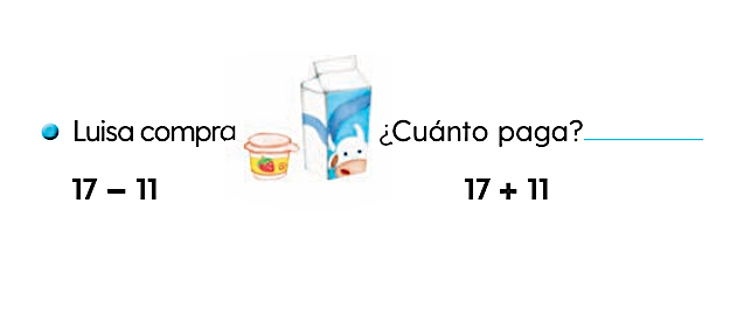 Luisa compra ¿Cuánto paga?
17 – 11 17 + 11